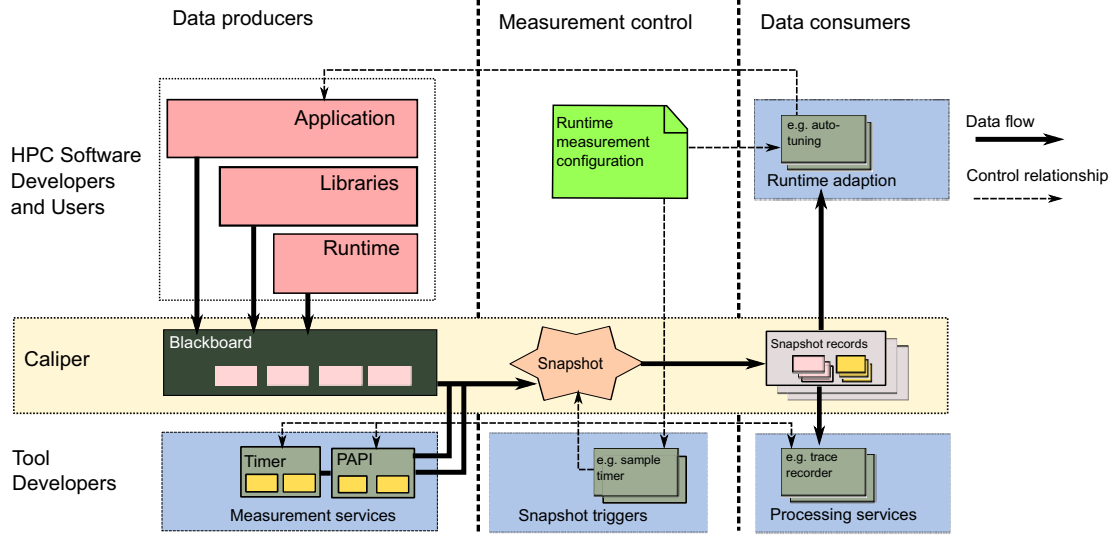 Data producers
Measurement control
Data consumers
HPC Software
Developers
and Users
Application
Libraries
Runtime
Runtime
measurement
configuration
e.g. auto-
tuning
Runtime adaption
Data flow
Control relationship
Caliper
Blackboard
Snapshot
Snapshot records
Tool
Developers
Timer
PAPI
Measurement services
e.g. sample
timer
Snapshot triggers
e.g. trace
recorder
Processing services